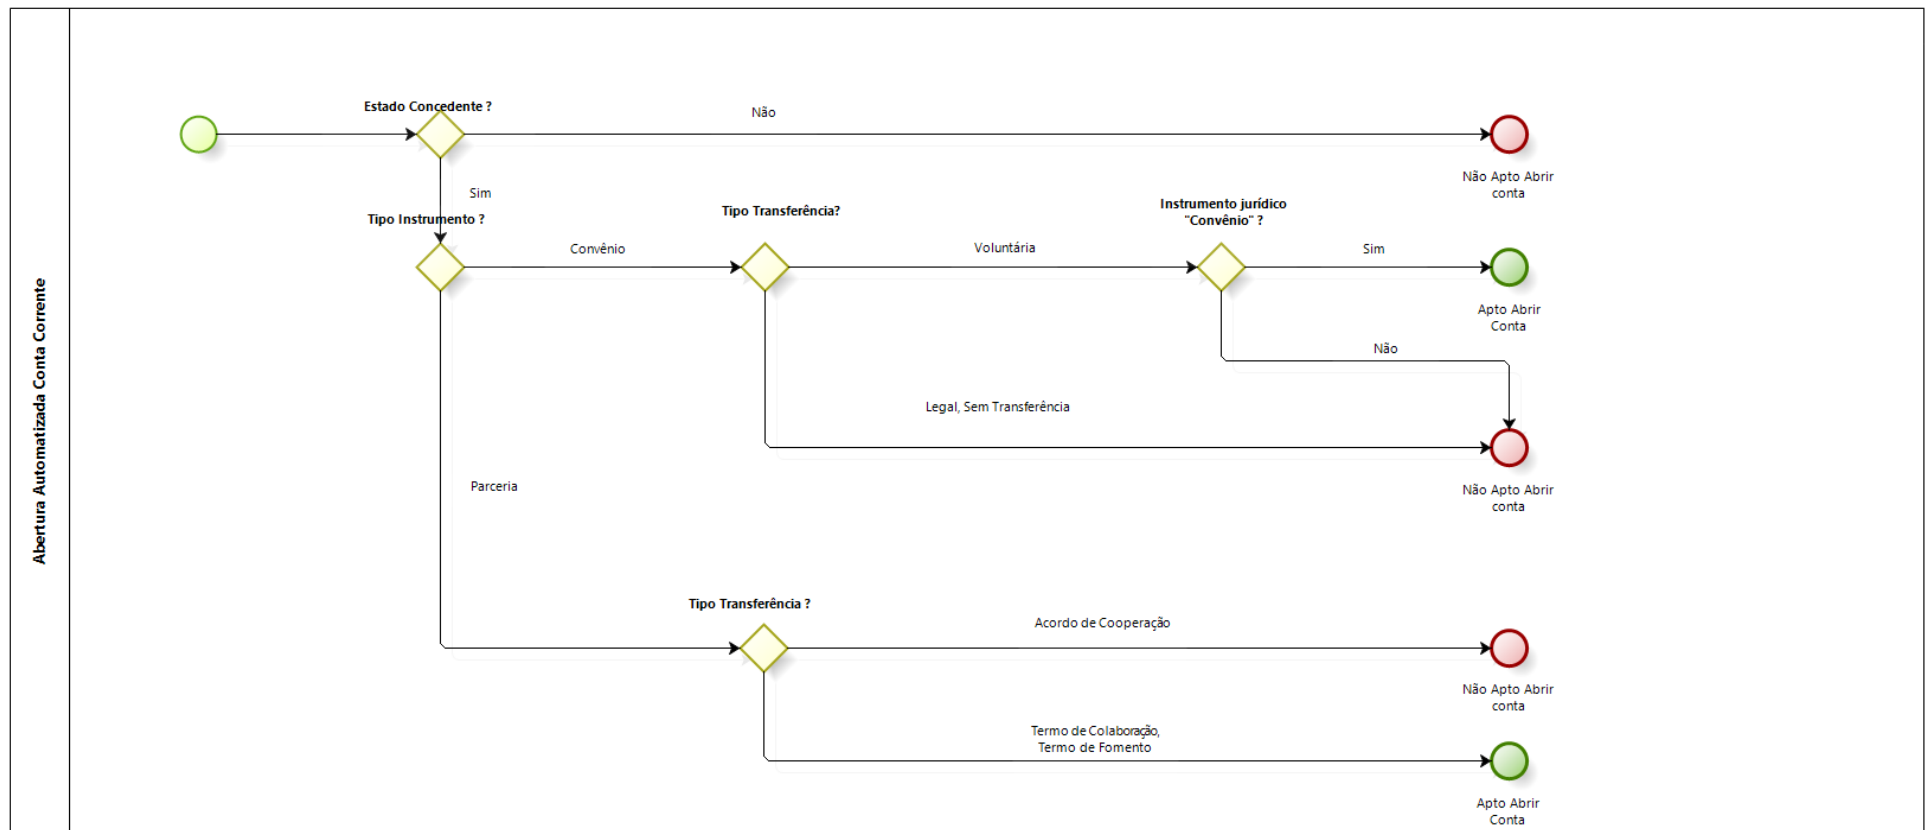 Abertura Automatizada Conta Corrente
Estado Concedente ?
Não
Não Apto Abrir
conta
Sim
Tipo Instrumento ?
Convênio
Tipo Transferência?
Voluntária
Instrumento jurídico
"Convênio" ?
Sim
Apto Abrir
Conta
Não
Legal, Sem Transferência
Não Apto Abrir
conta
Parceria
Tipo Transferência ?
Acordo de Cooperação
Não Apto Abrir
conta
Termo de Colaboração,
Termo de Fomento
Apto Abrir
Conta